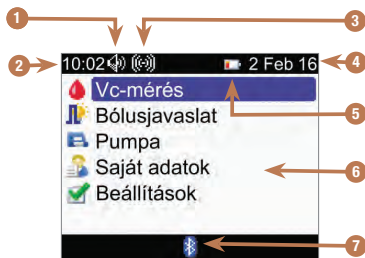 1
3
2
10:02
2 Feb 16
4
Vc-mérés
5
Bólusjavaslat
Pumpa
Saját adatok
6
Beállítások
7